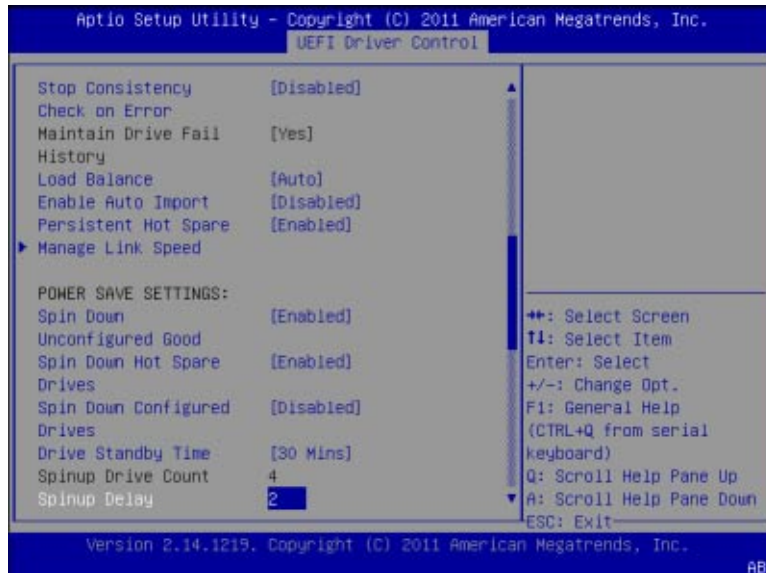 Aptio Setup Utility - Copyright (C) 2011 American Megatrends, Inc.
UEFI Driver Control
Stop Consistency [Disabled]
Check on Error
Maintain Drive Fail [Yes]
History
Load Balance [Auto]
Enable Auto Import [Disabled]
Persistent Hot Spare [Enabled]
Manage Link Speed
POWER SAVE SETTINGS:
Spin Down [Enabled]
Unconfigured Good
Spin Down Hot Spare [Enabled]
Drives
Spin Down Configured [Disabled]
Drives
Drive Standby Time [30 Mins]
Spinup Drive Count 4
Spinup Delay 2
→←: Select Screen
↑↓: Select Item
Enter: Select
+/-: Change Opt.
F1: General Help
(CTRL+Q from serial
keyboard)
Q: Scroll Help Pane Up
A: Scroll Help Pane Down
ESC: Exit
Version 2.14.1219. Copyright (C) 2011 American Megatrends, Inc.
AB